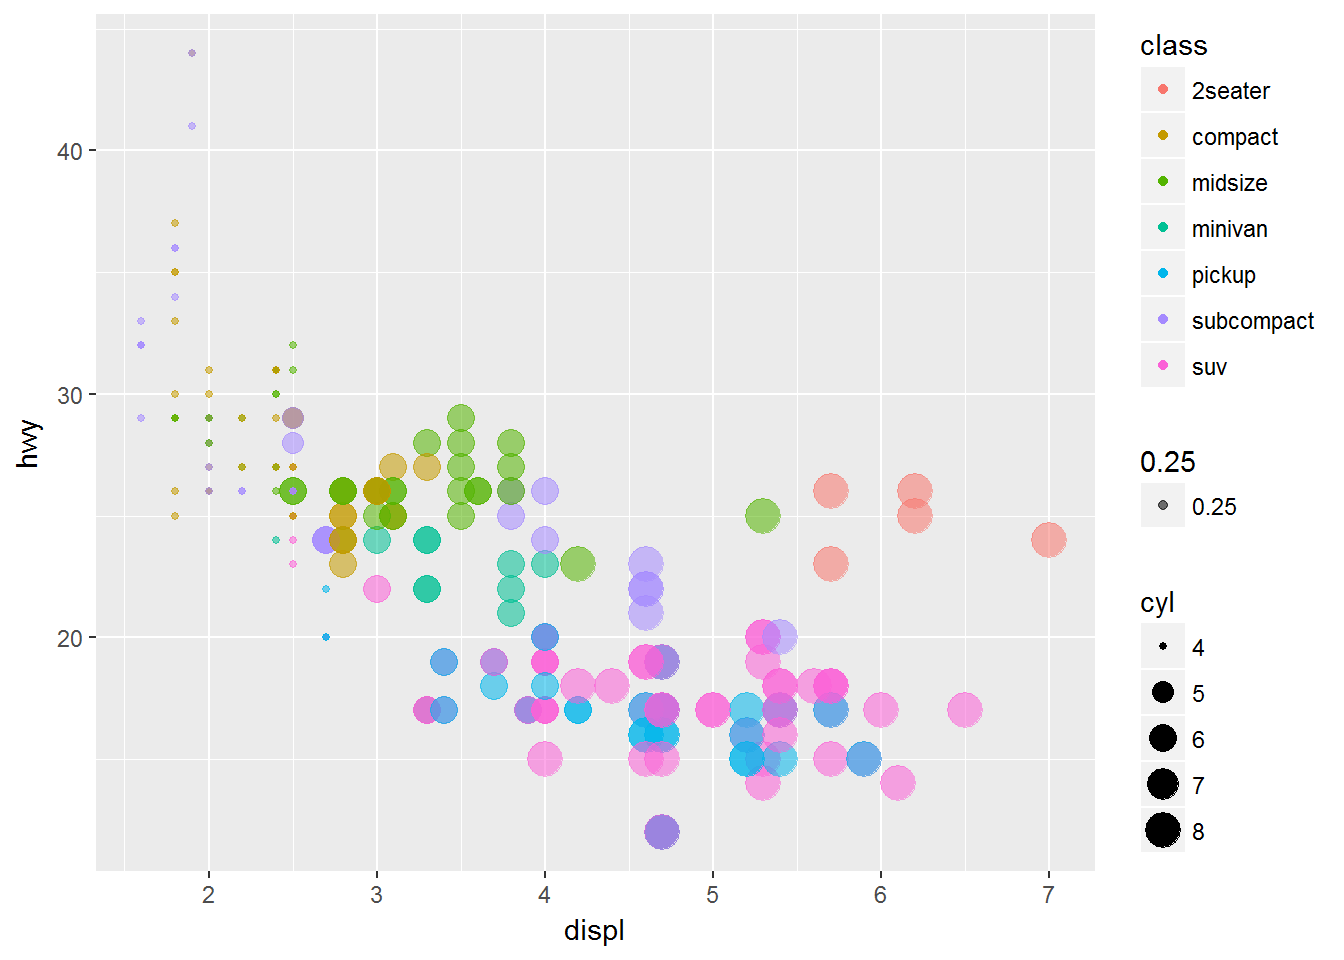 40
30
20
hwy
2
3
4
5
6
7
displ
class
2seater
compact
midsize
minivan
pickup
subcompact
suv
0.25
0.25
cyl
4
5
6
7
8